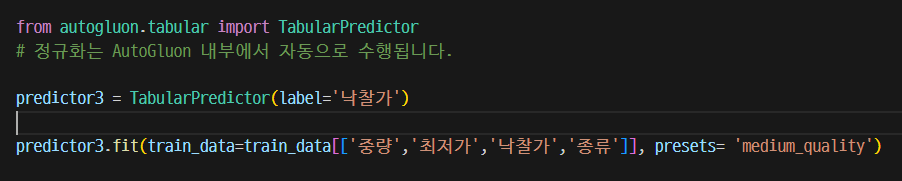 from autogluon.tabular import TabularPredictor
# 정규화는 AutoGluon 내부에서 자동으로 수행됩니다.
predictor3 = TabularPredictor(label='낙찰가')
predictor3.fit(train_data=train_data[['중량','최저가','낙찰가','종류']], presets= 'medium_quality')